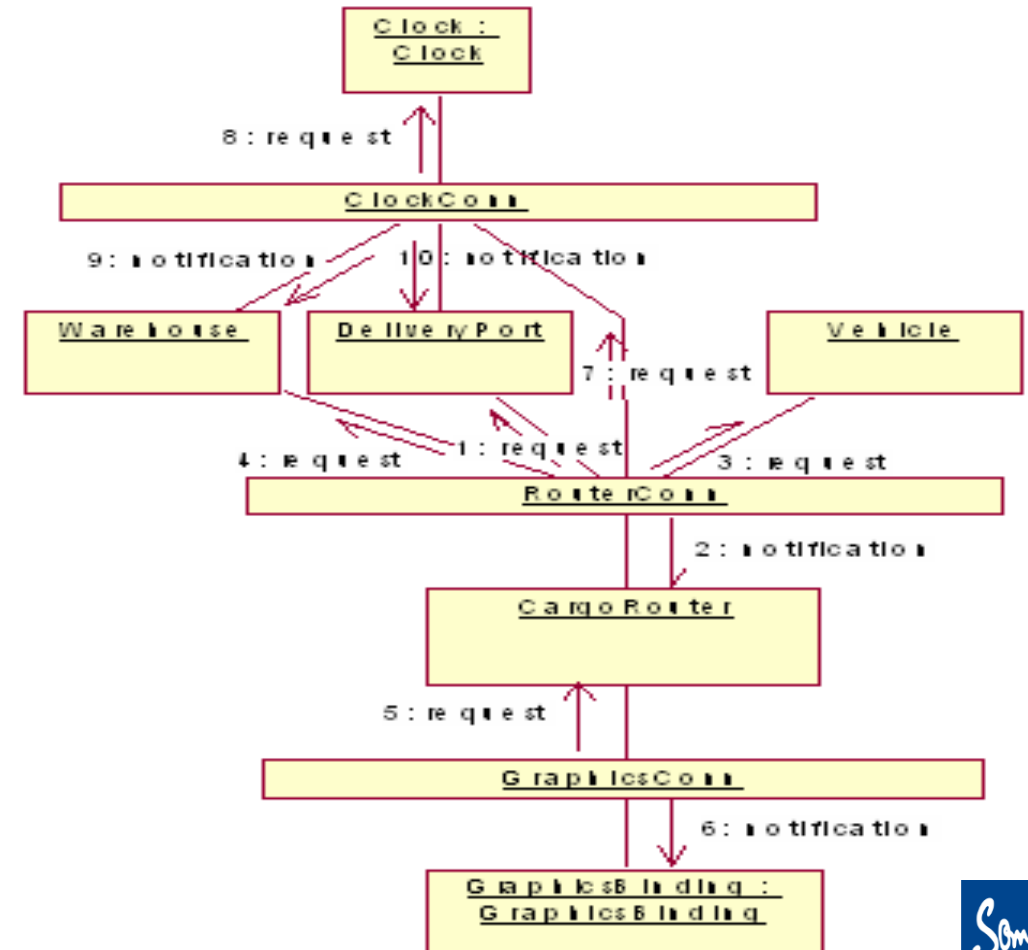 Clock :
Clock
8 : request
ClockConn
9: notification
10: notification
Warehouse
DeliveryPort
Vehicle
7 : request
4: request
1: request
3 : request
RouterConn
2: notification
CargoRouter
5: request
GraphicsConn
6: notification
GraphicsBinding :
GraphicsBinding